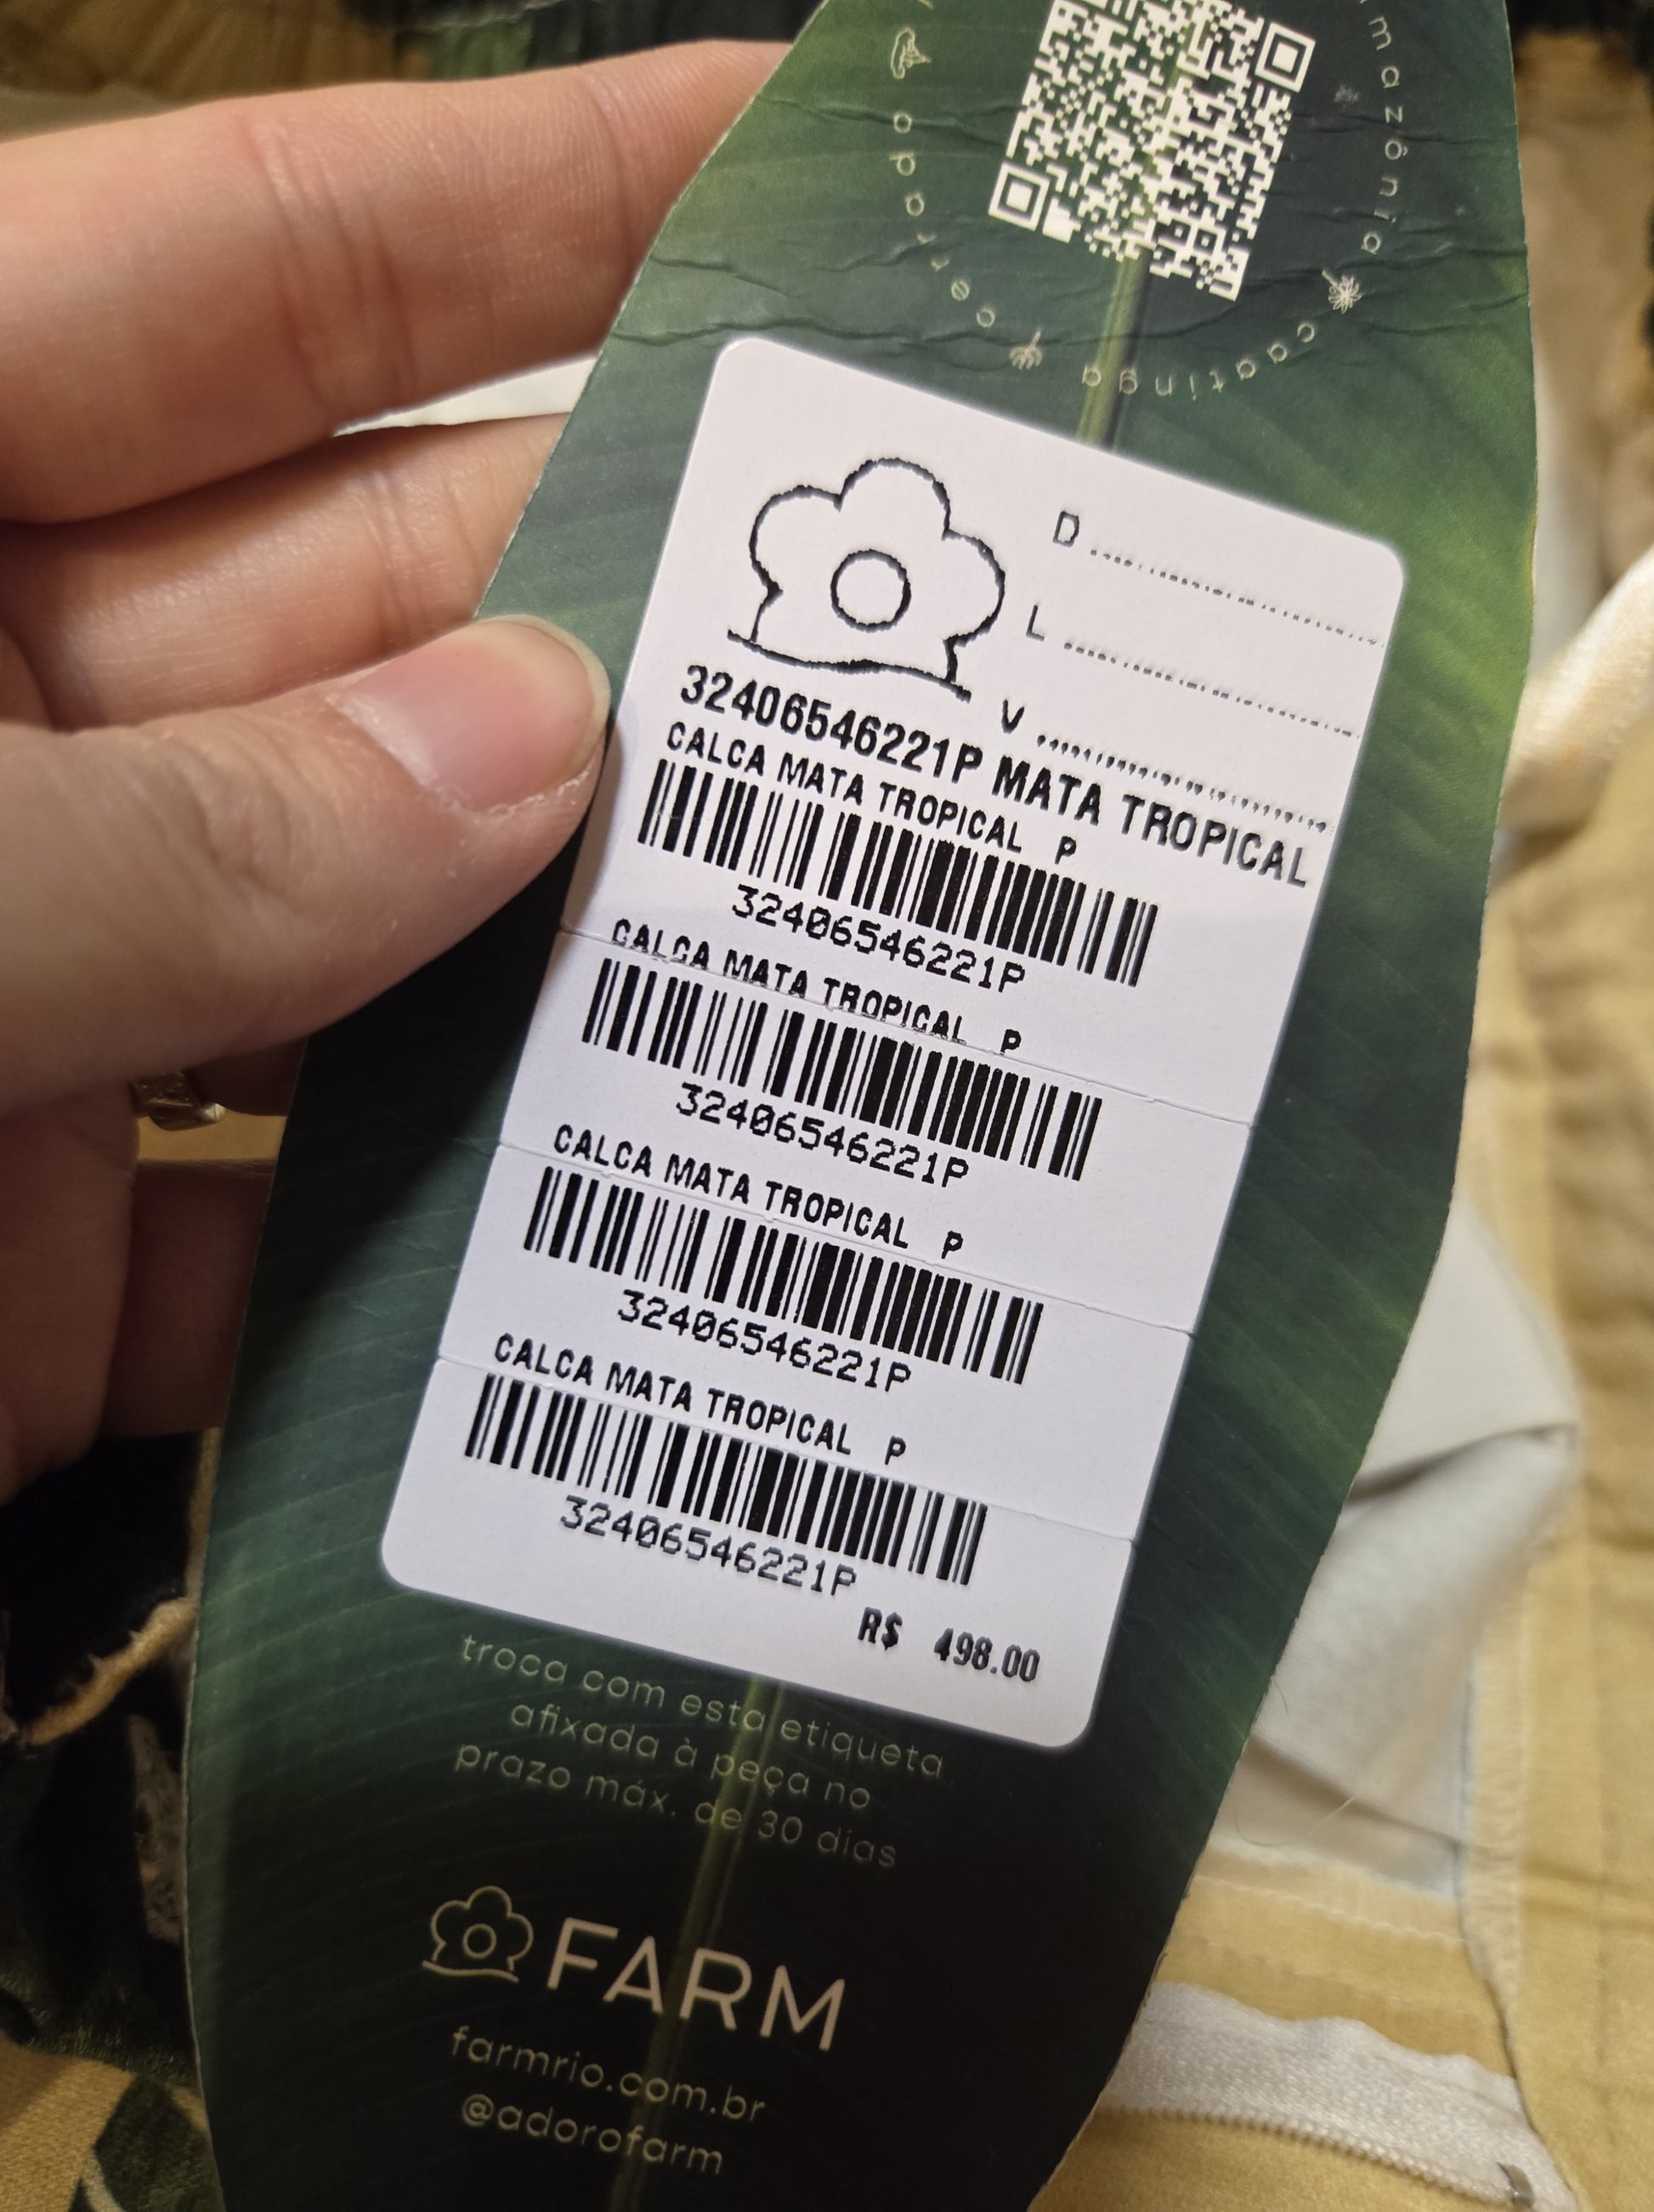 amazônia
caatinga
cerrado
D
L
V
32406546221P MATA TROPICAL
CALCA MATA TROPICAL P
32406546221P
CALCA MATA TROPICAL P
32406546221P
CALCA MATA TROPICAL P
32406546221P
CALCA MATA TROPICAL P
32406546221P
R$ 498.00
troca com esta etiqueta
afixada à peça no
prazo máx. de 30 dias
FARM
farmrio.com.br
@adorofarm